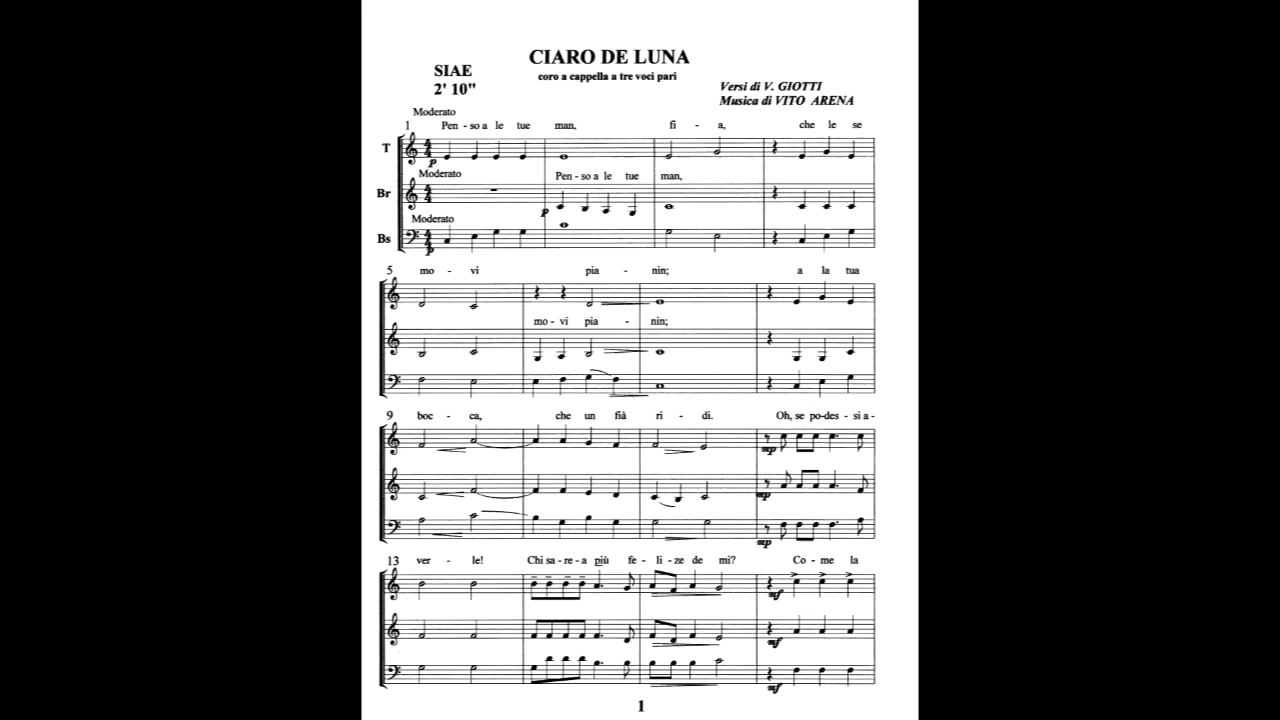 CIARO DE LUNA
SIAE
coro a cappella a tre voci pari
2' 10"
Versi di V. GIOTTI
Musica di VITO ARENA
Moderato
1 Pen - so a le tue man, fi - a, che le se
T
p
Moderato
Pen - so a le tue man,
Br
p
Moderato
Bs
p
5 mo - vi pia - nin; a la tua
mo - vi pia - nin;
9 boc - ca, che un fià ri - di. Oh, se po-des - si a -
mp
mp
mp
13 ver - le! Chi sa - re - a più fe - li - ze de mi? Co - me la
mf
mf
mf
1